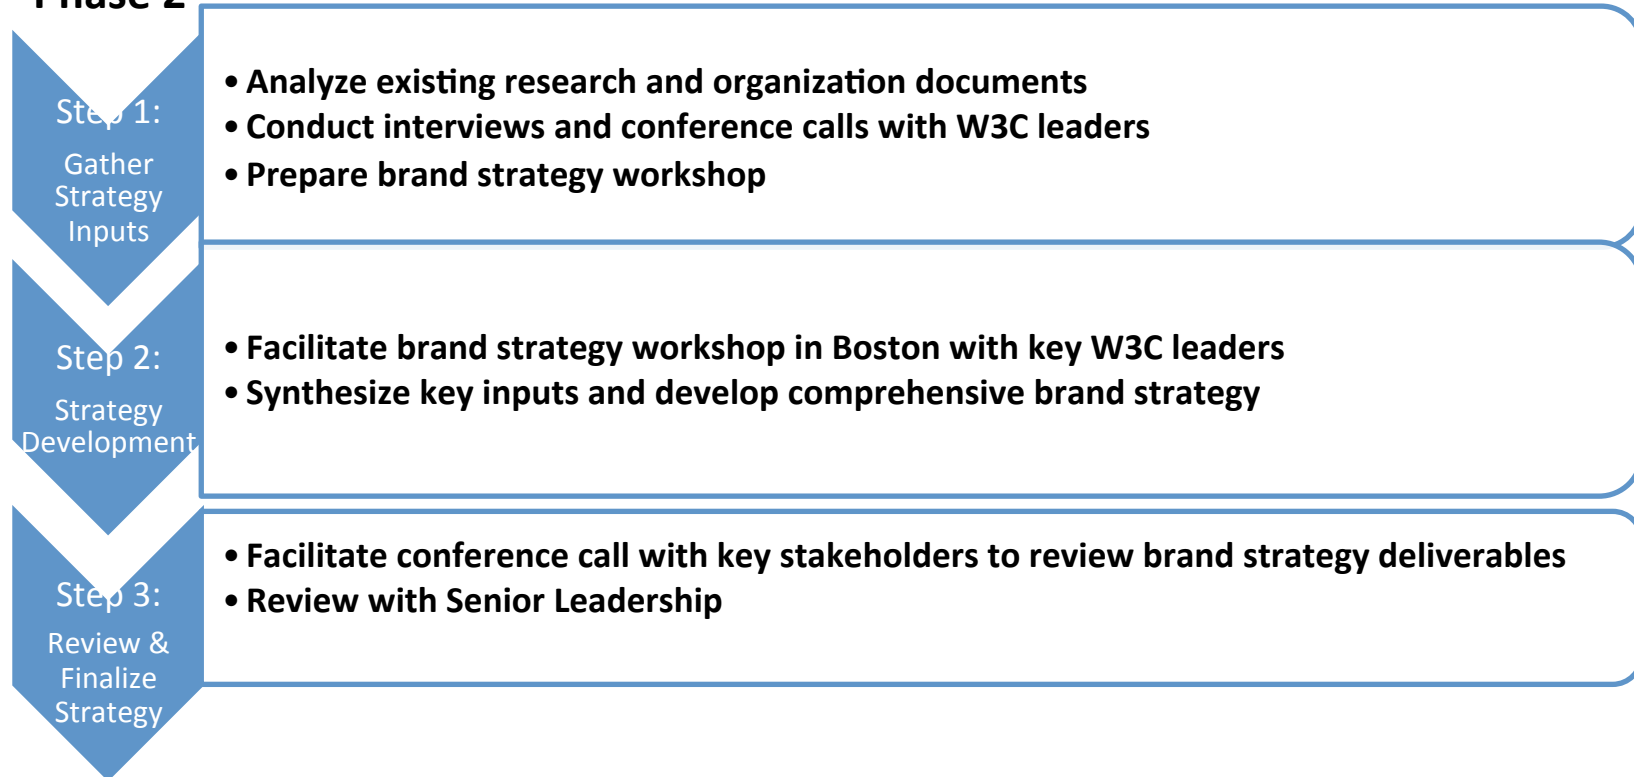 Phase 2
Step 1:
Gather
Strategy
Inputs
• Analyze existing research and organization documents
• Conduct interviews and conference calls with W3C leaders
• Prepare brand strategy workshop
Step 2:
Strategy
Development
• Facilitate brand strategy workshop in Boston with key W3C leaders
• Synthesize key inputs and develop comprehensive brand strategy
Step 3:
Review &
Finalize
Strategy
• Facilitate conference call with key stakeholders to review brand strategy deliverables
• Review with Senior Leadership